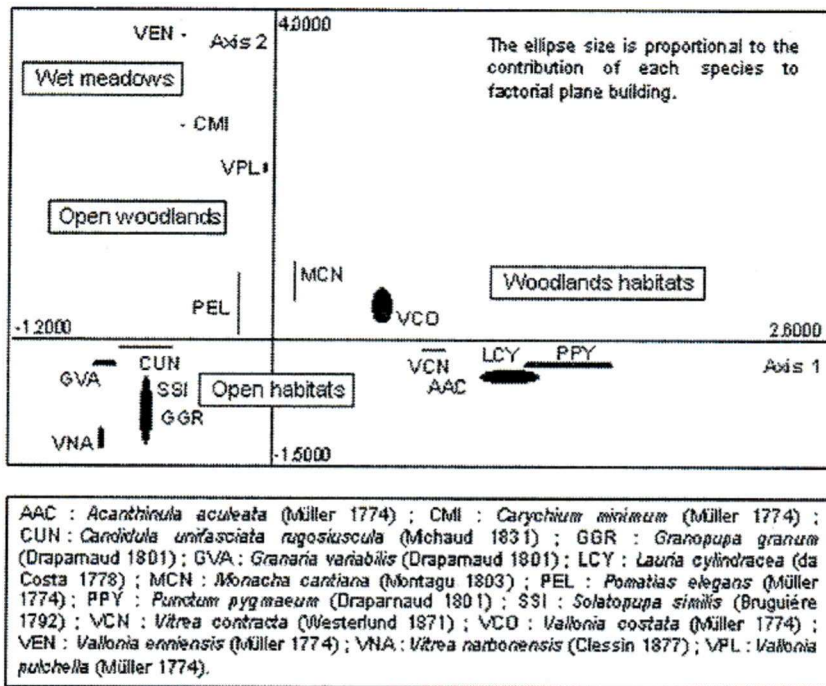 VEN
Axis 2
4.0000
The ellipse size is proportional to the
contribution of each species to
factorial plane building.
Wet meadows
CMI
VPL
Open woodlands
MCN
Woodlands habitats
PEL
VCO
-1.2000
2.6000
CUN
VCN
LCY
PPY
Axis 1
GVA
SSI
Open habitats
AAC
GGR
VNA
-1.5000
AAC : Acanthinula aculeata (Müller 1774) ; CMI : Carychium minimum (Müller 1774) ;
CUN : Candidula unifasciata rugosiuscula (Mchaud 1831) ; GGR : Granopupa granum
(Draparnaud 1801) ; GVA : Granaria variabilis (Draparnaud 1801) ; LCY : Lauria cylindracea (da
Costa 1778) ; MCN : Monacha cantiana (Montagu 1803) ; PEL : Pomatias elegans (Müller
1774) ; PPY : Punctum pygmaeum (Draparnaud 1801) ; SSI : Solatopupa similis (Bruguière
1792) ; VCN : Vitrea contracta (Westerlund 1871) ; VCO : Vallonia costata (Müller 1774) ;
VEN : Vallonia enniensis (Müller 1774) ; VNA : Vitrea narbonensis (Clessin 1877) ; VPL : Vallonia
pulchella (Müller 1774).